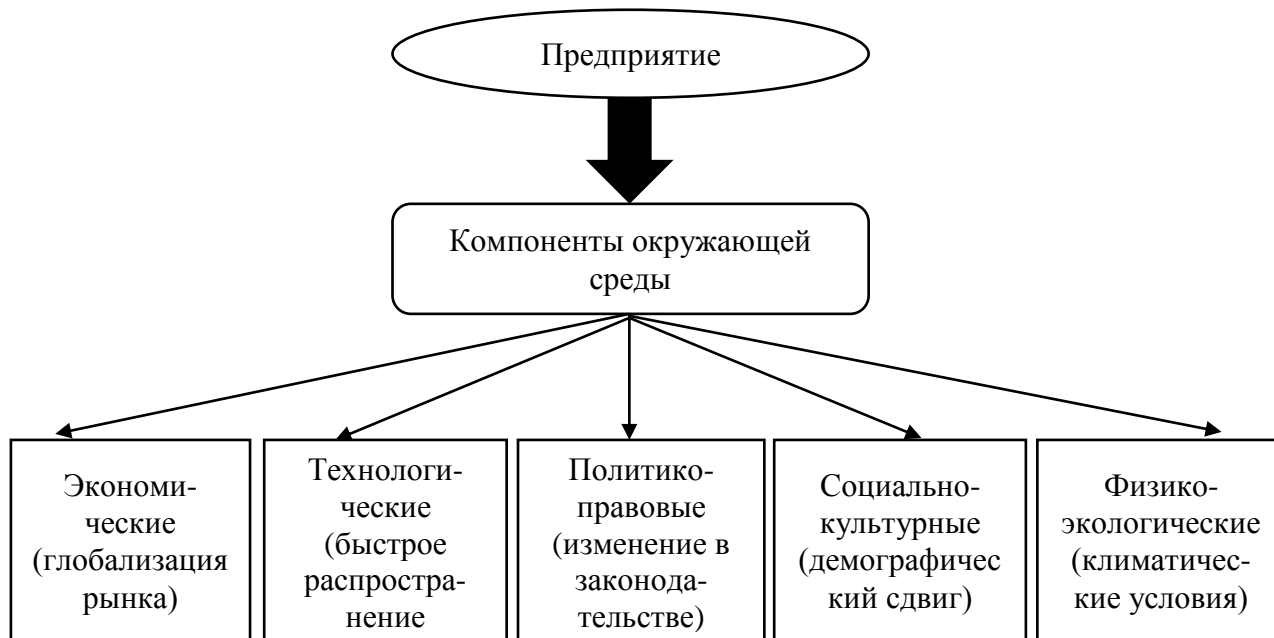 Предприятие
Компоненты окружающей
среды
Экономи-
ческие
(глобализация
рынка)
Технологи-
ческие
(быстрое
распростра-
нение
Политико-
правовые
(изменение в
законода-
тельстве)
Социально-
культурные
(демографичес
кий сдвиг)
Физико-
экологические
(климатичес-
кие условия)